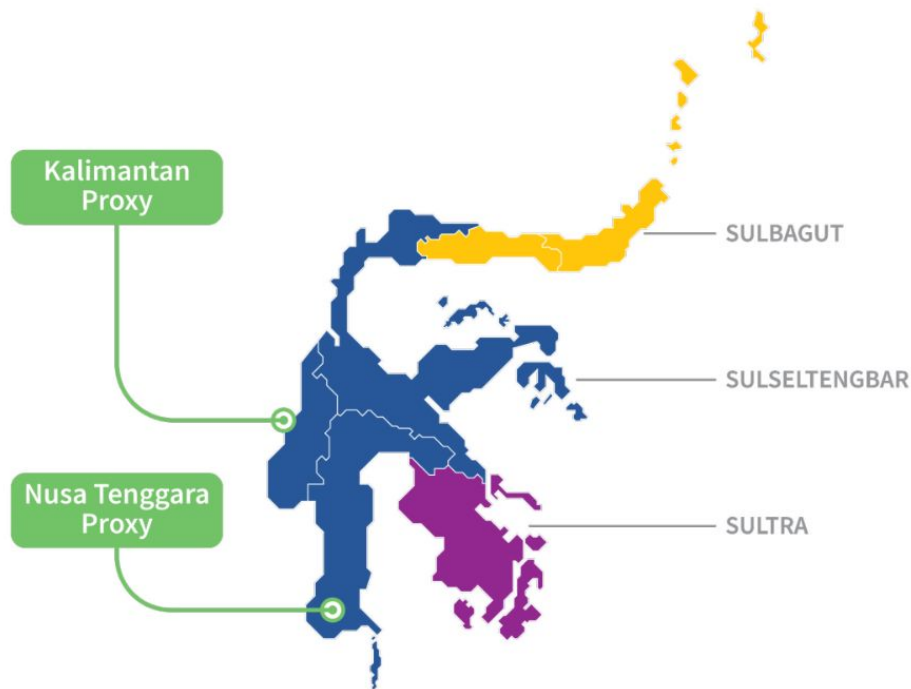 Kalimantan
Proxy
SULBAGUT
SULSELTENGBAR
Nusa Tenggara
Proxy
SULTRA